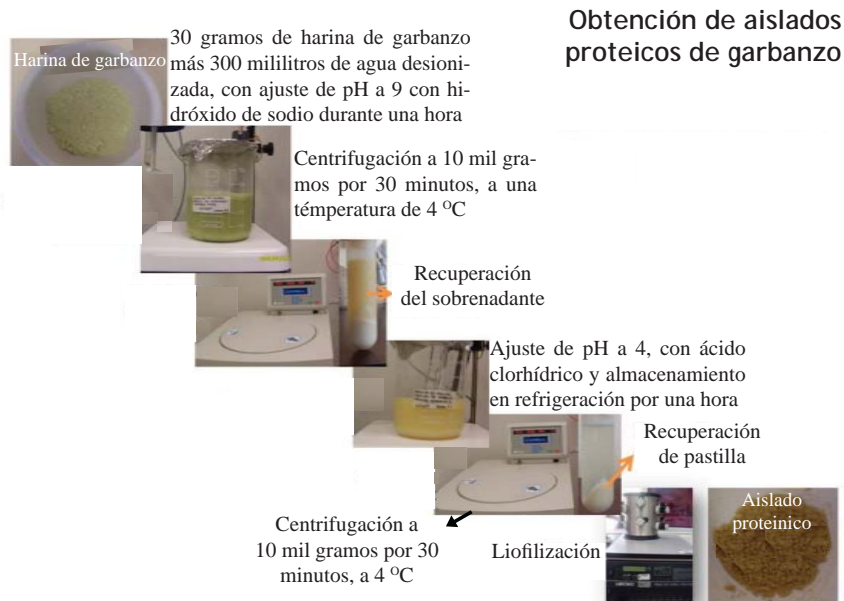 Obtención de aislados
proteicos de garbanzo
Harina de garbanzo
30 gramos de harina de garbanzo
más 300 mililitros de agua desioni-
zada, con ajuste de pH a 9 con hi-
dróxido de sodio durante una hora
Centrifugación a 10 mil gra-
mos por 30 minutos, a una
témperatura de 4 ºC
Recuperación
del sobrenadante
Ajuste de pH a 4, con ácido
clorhídrico y almacenamiento
en refrigeración por una hora
Recuperación
de pastilla
Centrifugación a
10 mil gramos por 30
minutos, a 4 ºC
Liofilización
Aislado
proteinico